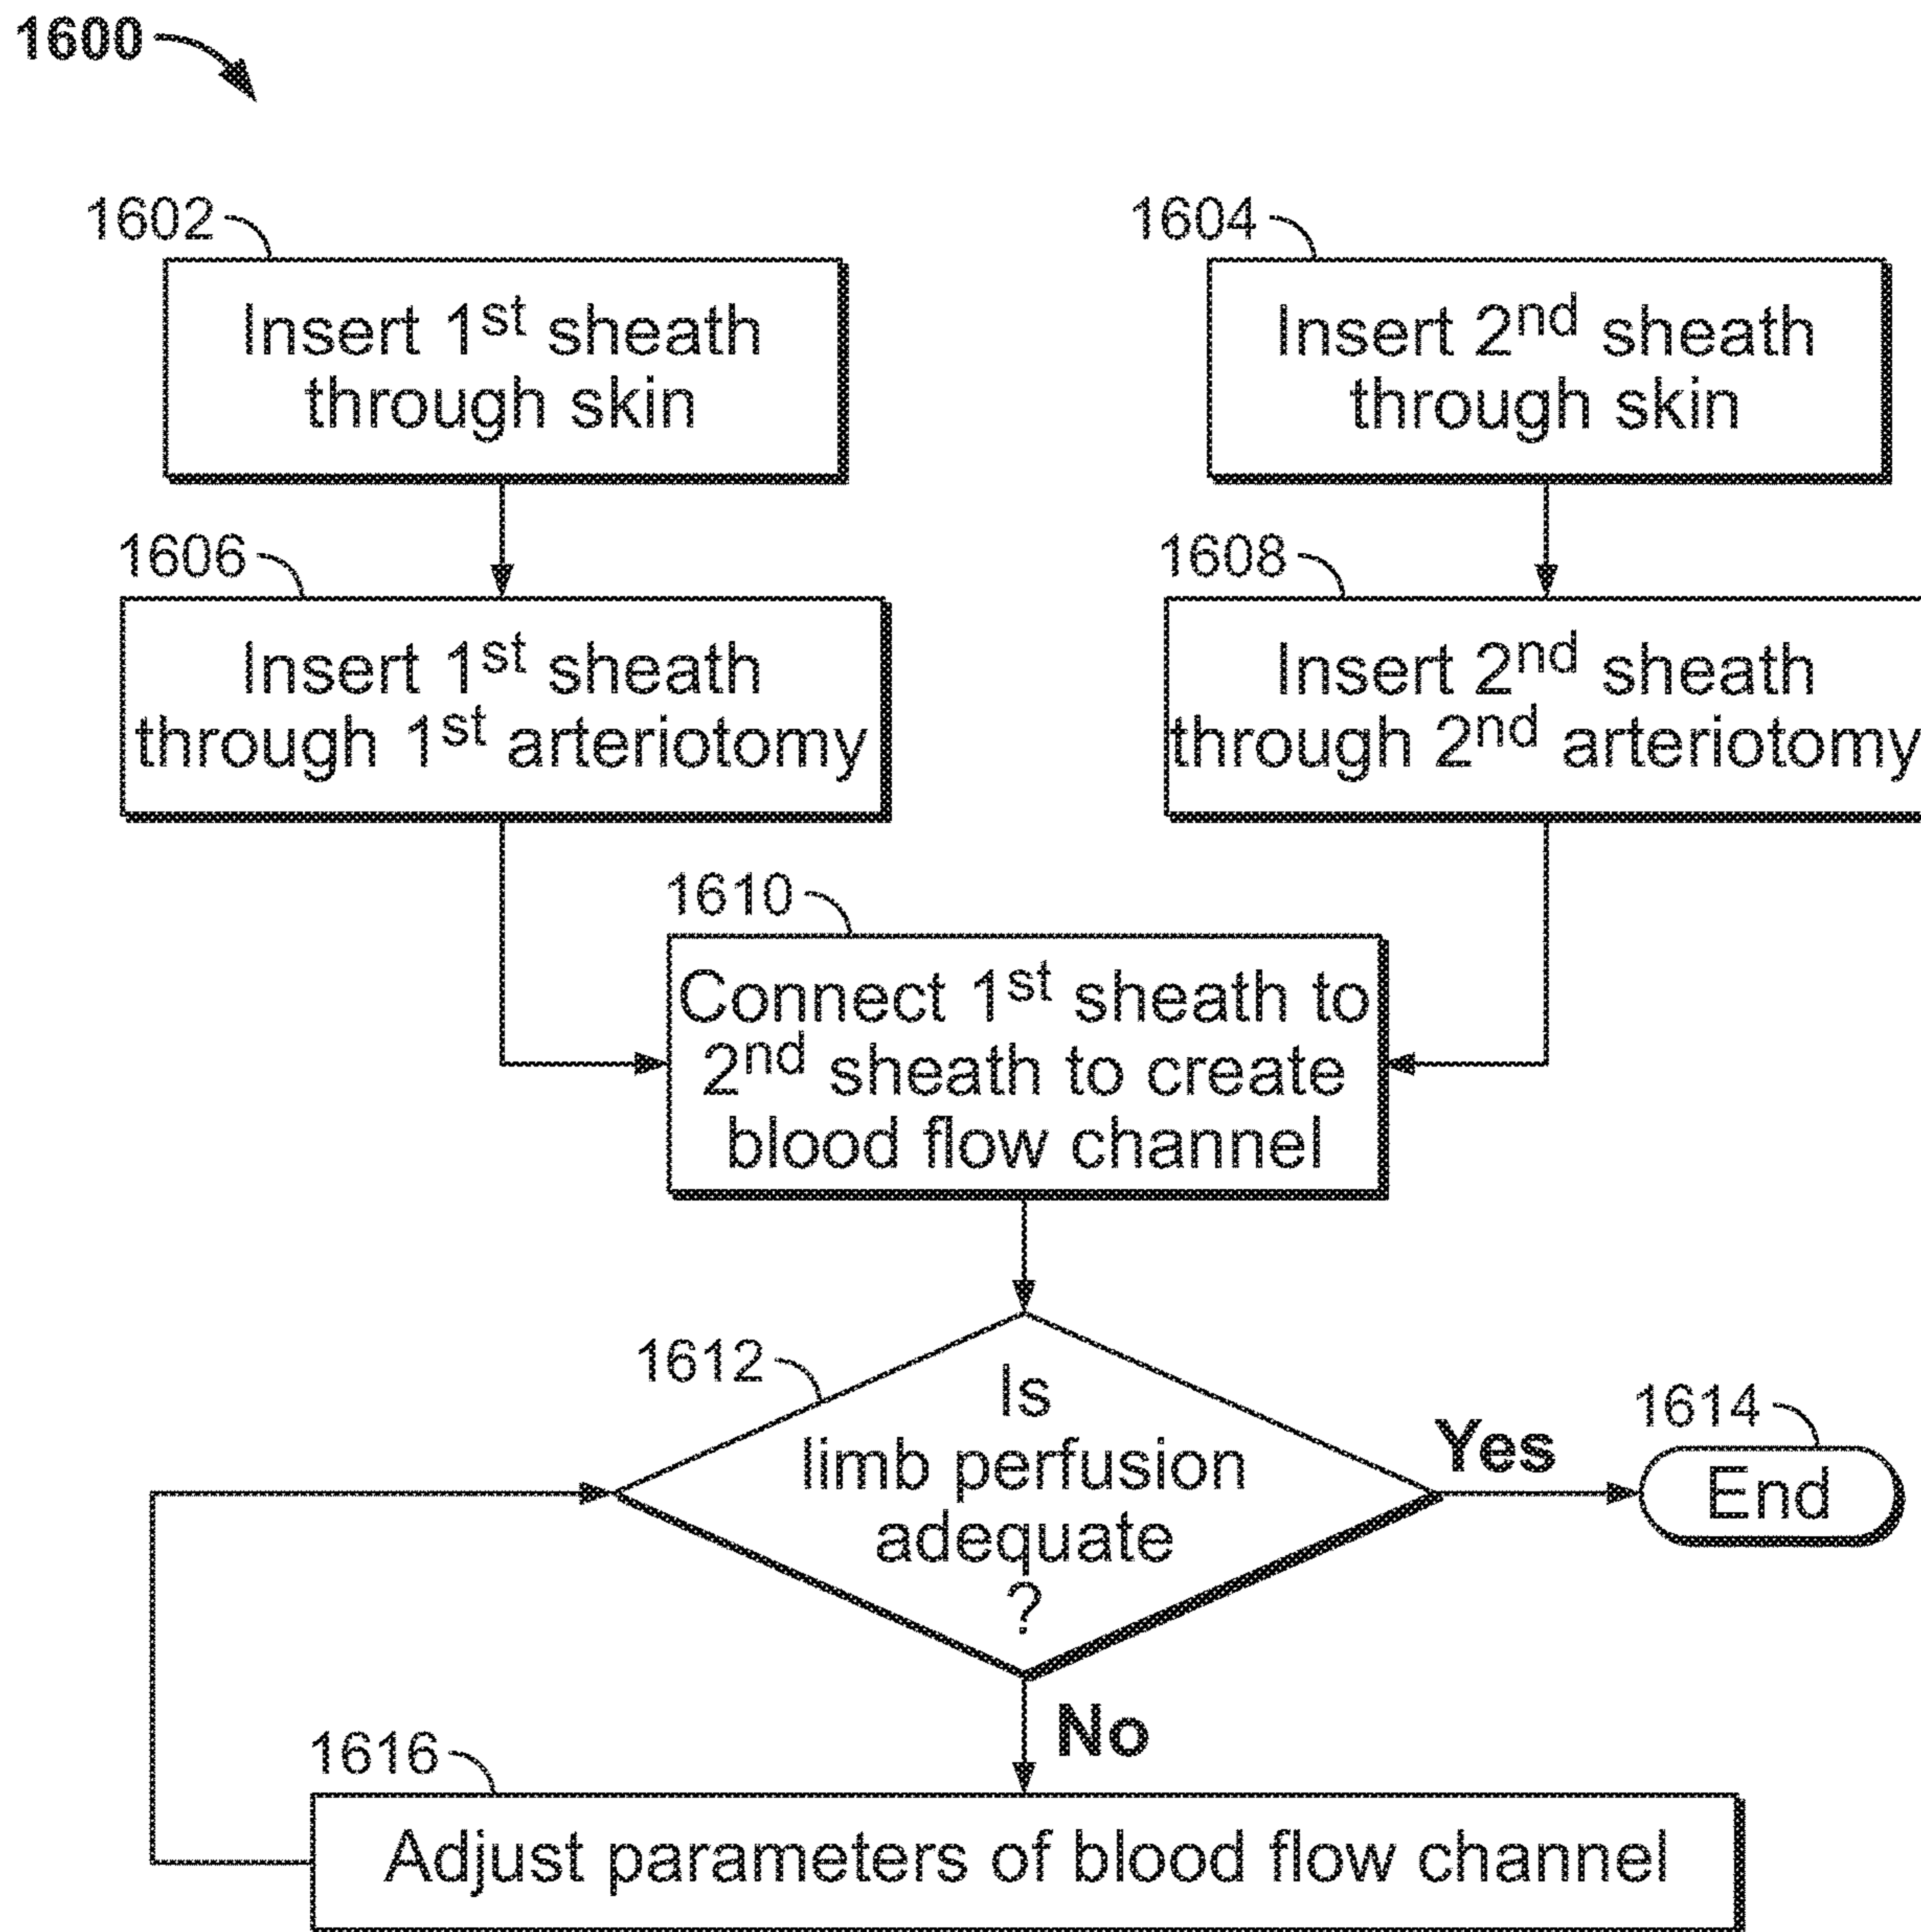 1600
1602
Insert 1st sheath
through skin
1604
Insert 2nd sheath
through skin
1606
Insert 1st sheath
through 1st arteriotomy
1608
Insert 2nd sheath
through 2nd arteriotomy
1610
Connect 1st sheath to
2nd sheath to create
blood flow channel
1612
Is
limb perfusion
adequate
?
Yes
1614
End
No
1616
Adjust parameters of blood flow channel